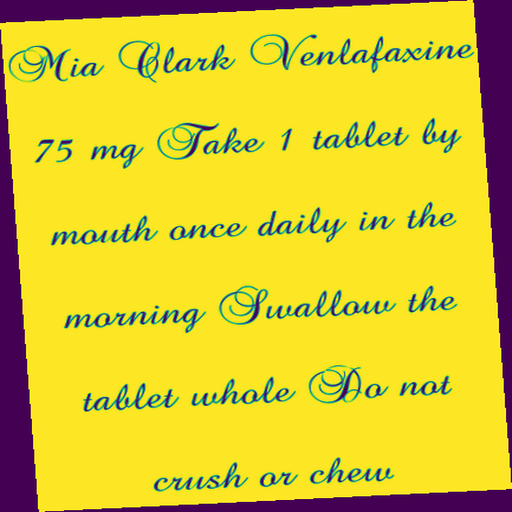 Mia Clark Venlafaxine
75 mg Take 1 tablet by
mouth once daily in the
morning Swallow the
tablet whole Do not
crush or chew